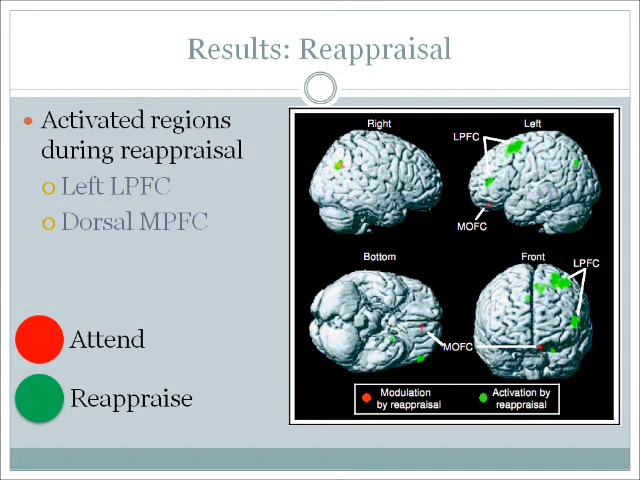 Results: Reappraisal
Activated regions
during reappraisal
Left LPFC
Dorsal MPFC
Attend
Reappraise
Right
Left
LPFC
MOFC
Bottom
Front
LPFC
MOFC
Modulation
by reappraisal
Activation by
reappraisal